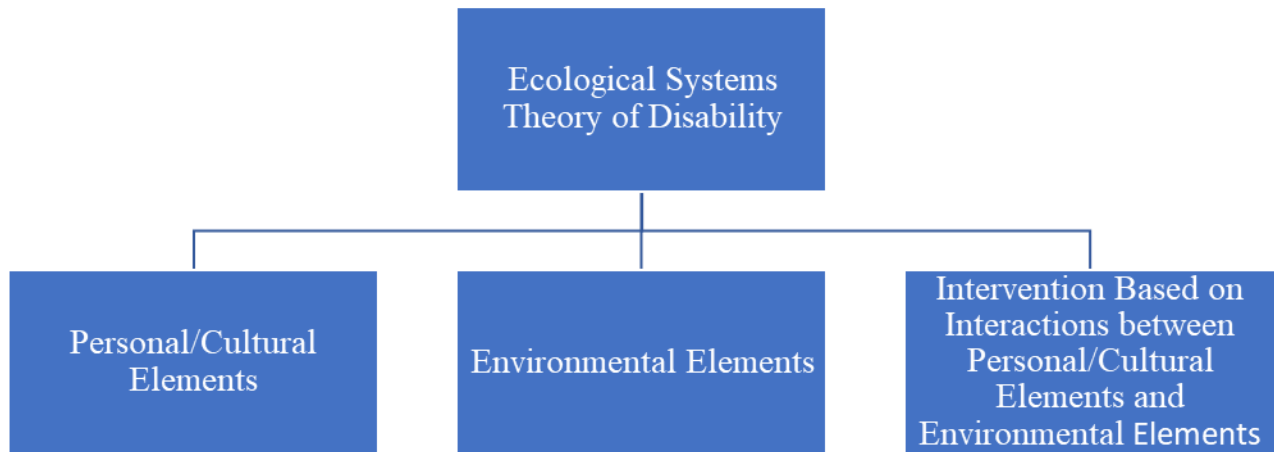 Ecological Systems
Theory of Disability
Personal/Cultural
Elements
Environmental Elements
Intervention Based on
Interactions between
Personal/Cultural
Elements and
Environmental Elements